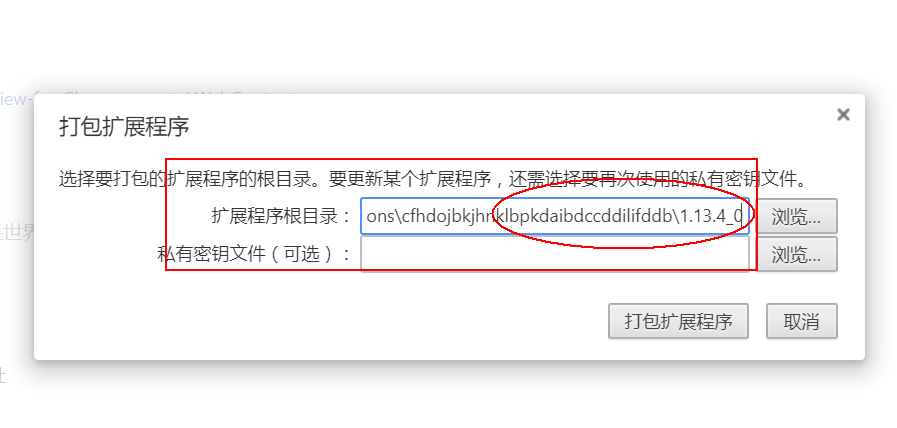 打包扩展程序
选择要打包的扩展程序的根目录。要更新某个扩展程序，还需选择要再次使用的私有密钥文件。
扩展程序根目录： ons\cfhdojbkjhnklbpkdaibdccddilifddb\1.13.4_0 浏览...
私有密钥文件（可选）： 浏览...
打包扩展程序 取消